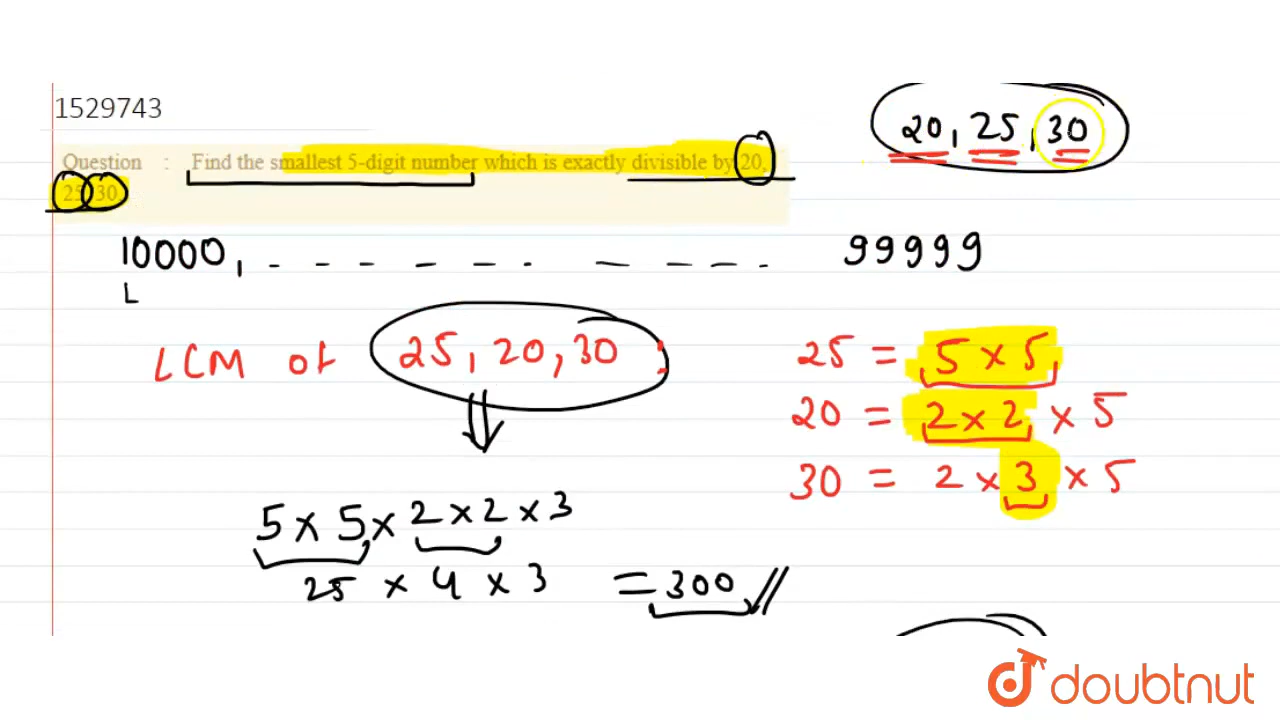 1529743
20, 25, 30
Question : Find the smallest 5-digit number which is exactly divisible by 20,
25, 30
10000, _ _ _ _ _ _ _ _ _ _ 99999
L
LCM of 25, 20, 30 :
25 = 5 × 5
20 = 2 × 2 × 5
30 = 2 × 3 × 5
5 × 5 × 2 × 2 × 3
25 × 4 × 3 = 300 //
doubtnut